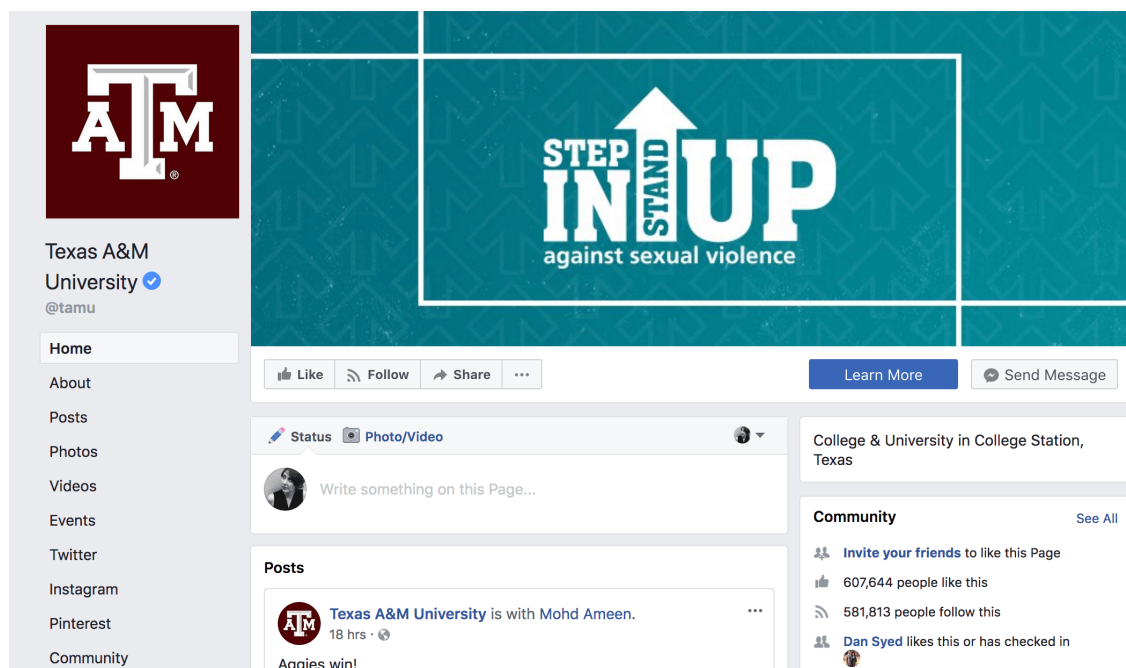 ATM ®
STEP
IN
STAND
UP
against sexual violence
Texas A&M
University
@tamu
Home
About
Posts
Photos
Videos
Events
Twitter
Instagram
Pinterest
Community
Like
Follow
Share
...
Learn More
Send Message
Status
Photo/Video
Write something on this Page...
Posts
ATM
Texas A&M University is with Mohd Ameen.
18 hrs ·
Aggies win!
College & University in College Station,
Texas
Community
See All
Invite your friends to like this Page
607,644 people like this
581,813 people follow this
Dan Syed likes this or has checked in